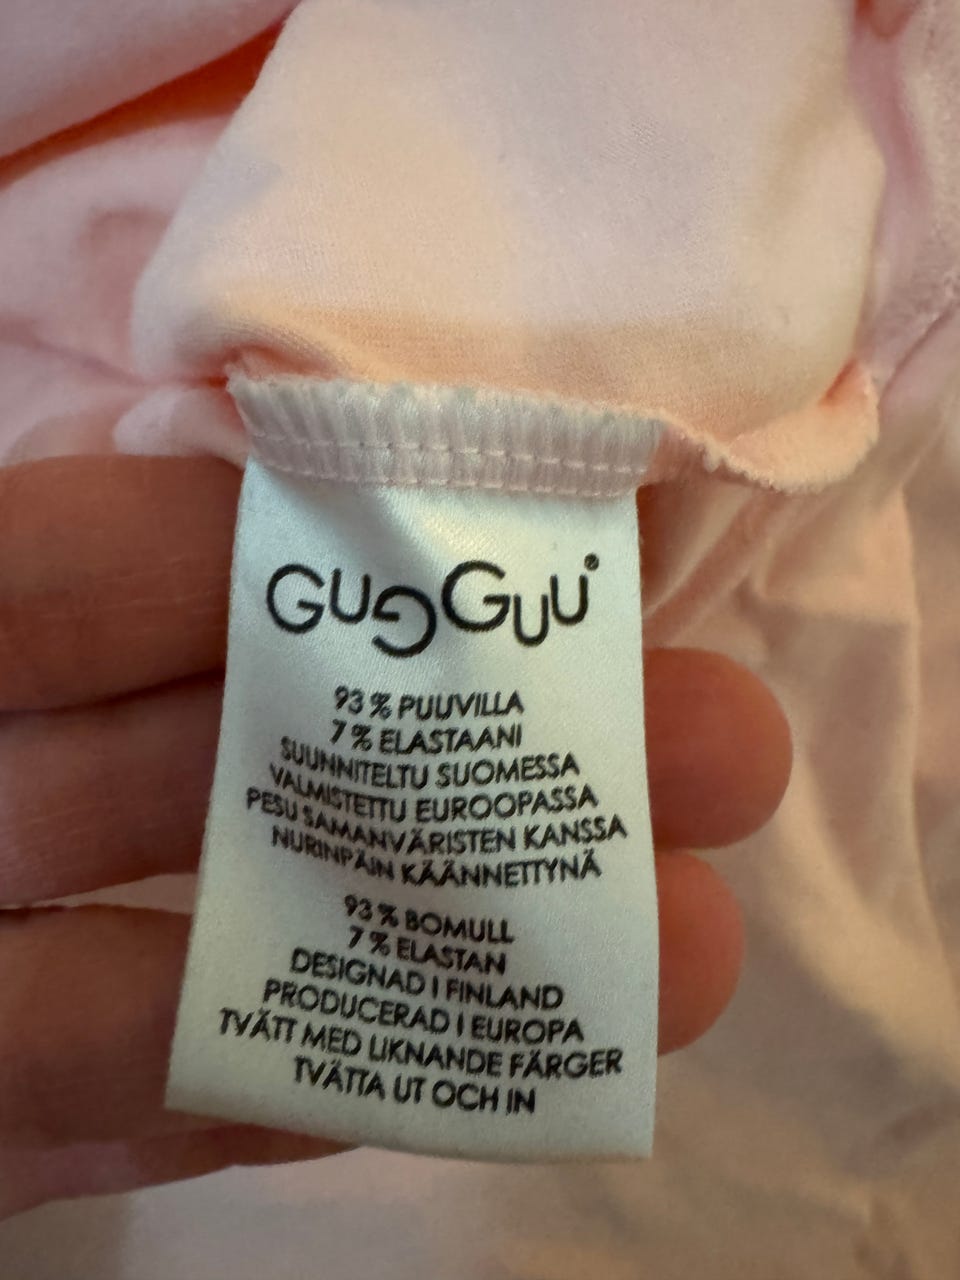 GUGGUU®
93 % PUUVILLA
7 % ELASTAANI
SUUNNITELTU SUOMESSA
VALMISTETTU EUROOPASSA
PESU SAMANVÄRISTEN KANSSA
NURINPÄIN KÄÄNNETTYNÄ
93 % BOMULL
7 % ELASTAN
DESIGNAD I FINLAND
PRODUCERAD I EUROPA
TVÄTT MED LIKNANDE FÄRGER
TVÄTTA UT OCH IN